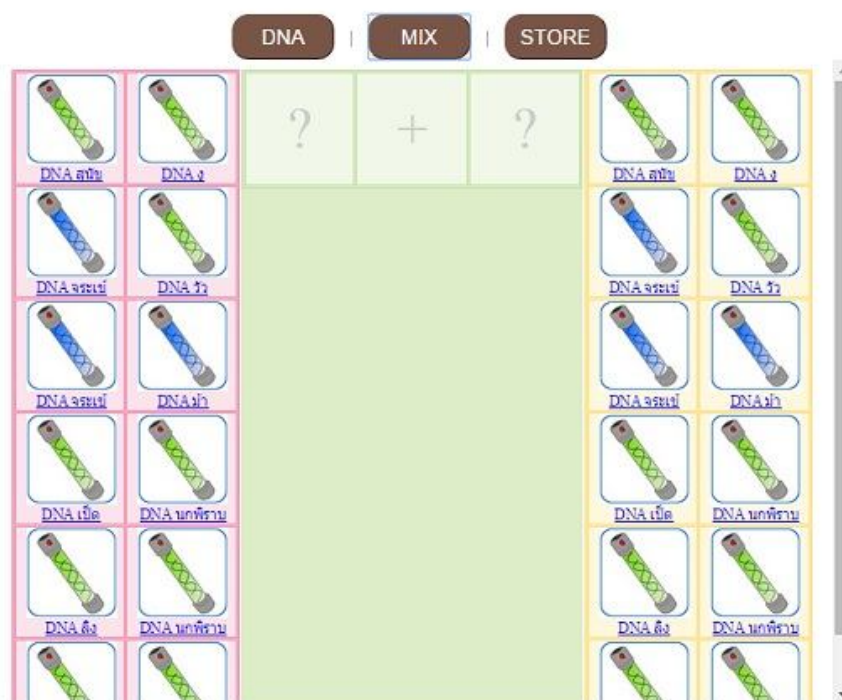 DNA | MIX | STORE
? + ?
DNA สุนัข DNA งู DNA สุนัข DNA งู
DNA จระเข้ DNA วัว DNA จระเข้ DNA วัว
DNA จระเข้ DNA ม้า DNA จระเข้ DNA ม้า
DNA เป็ด DNA นกพิราบ DNA เป็ด DNA นกพิราบ
DNA ลิง DNA นกพิราบ DNA ลิง DNA นกพิราบ